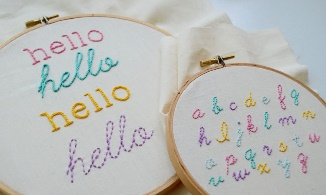 hello
hello
hello
hello
a b c d e f g
h i j k l m n
o p q r s t u
v w x y z